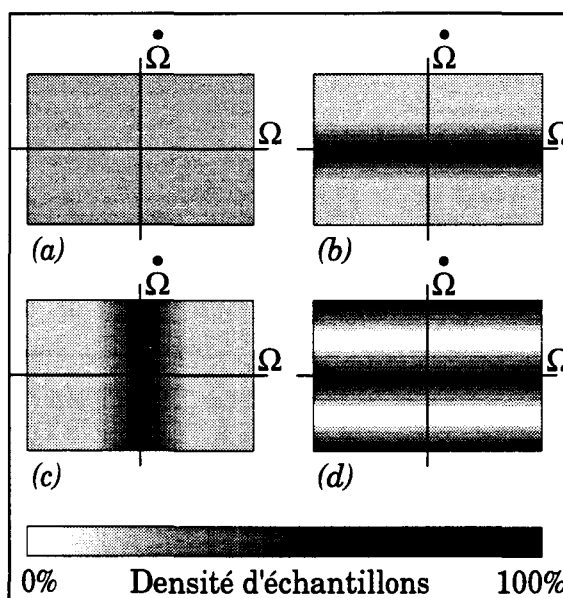 Ω̇ Ω̇
Ω Ω
(a) (b)
Ω̇ Ω̇
Ω Ω
(c) (d)
0% Densité d'échantillons 100%